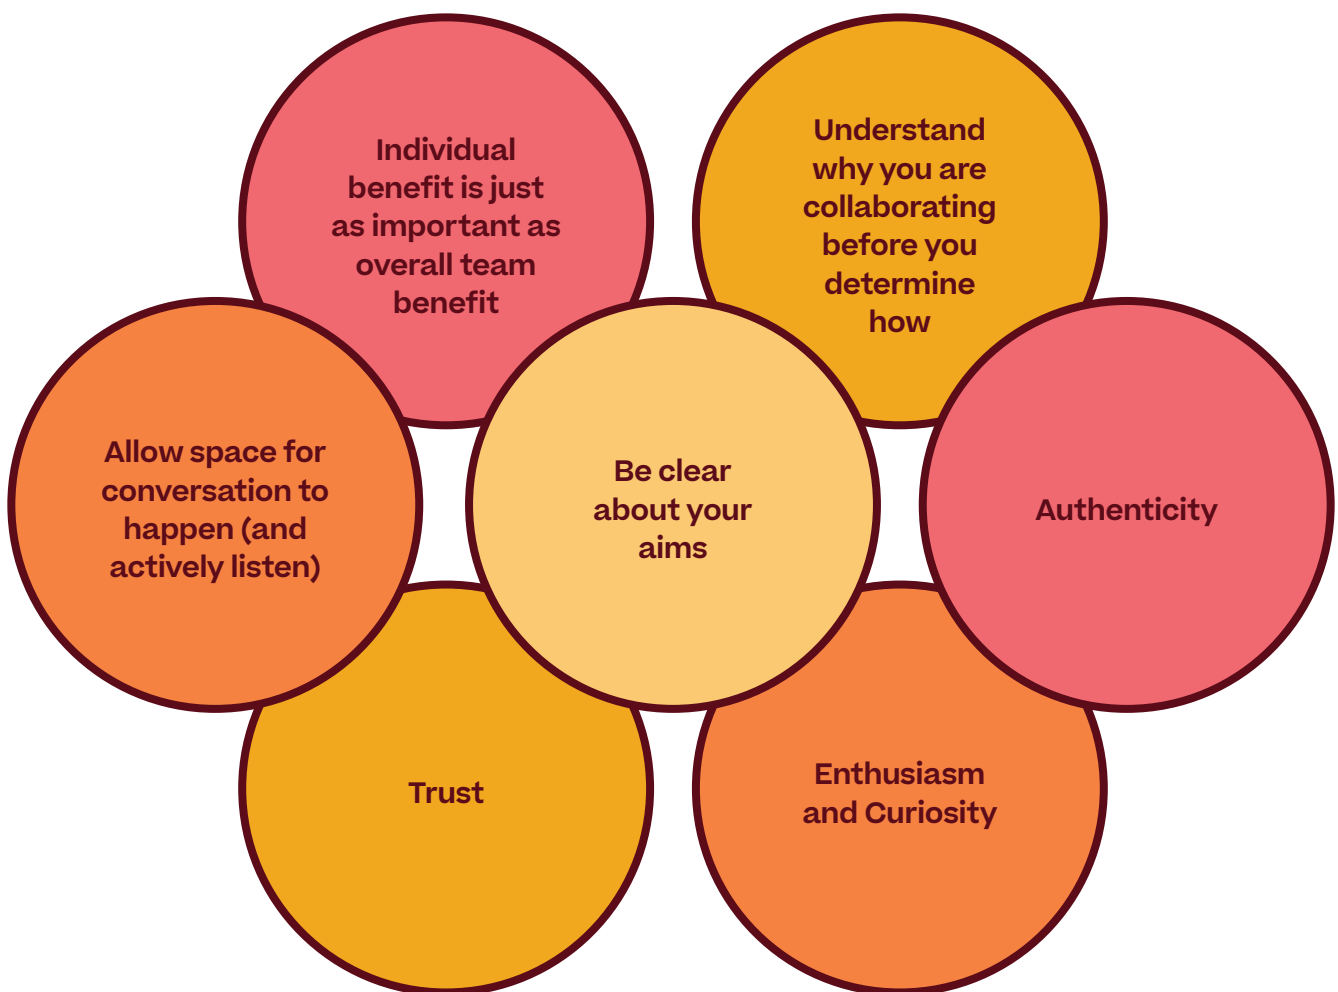 Individual
benefit is just
as important as
overall team
benefit
Understand
why you are
collaborating
before you
determine
how
Allow space for
conversation to
happen (and
actively listen)
Be clear
about your
aims
Authenticity
Trust
Enthusiasm
and Curiosity